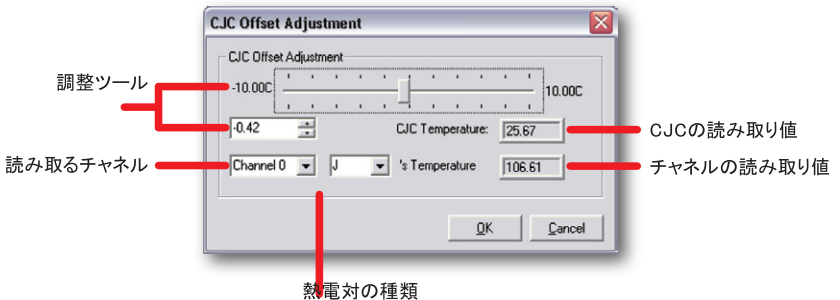 CJC Offset Adjustment
CJC Offset Adjustment
調整ツール
-10.00C
10.00C
-0.42
CJC Temperature:
25.67
CJCの読み取り値
読み取るチャネル
Channel 0
J
's Temperature
106.61
チャネルの読み取り値
OK
Cancel
熱電対の種類